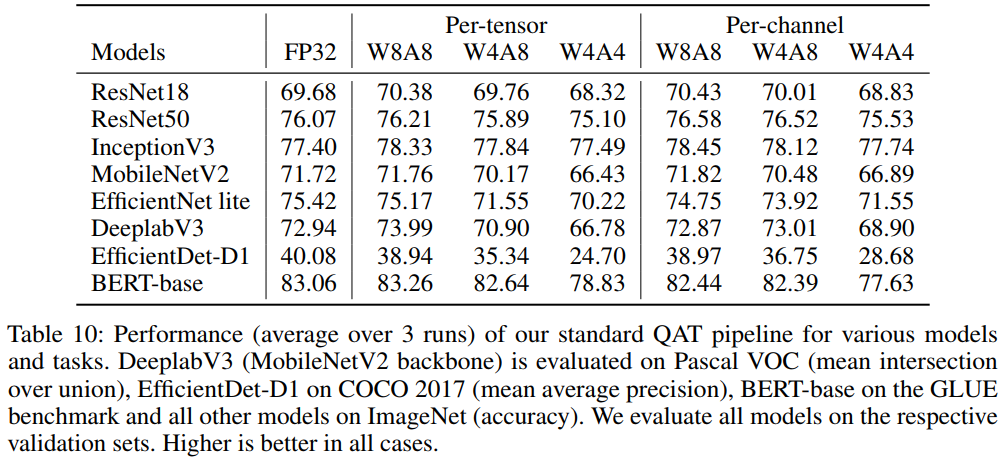 Per-tensor Per-channel
Models FP32 W8A8 W4A8 W4A4 W8A8 W4A8 W4A4
ResNet18 69.68 70.38 69.76 68.32 70.43 70.01 68.83
ResNet50 76.07 76.21 75.89 75.10 76.58 76.52 75.53
InceptionV3 77.40 78.33 77.84 77.49 78.45 78.12 77.74
MobileNetV2 71.72 71.76 70.17 66.43 71.82 70.48 66.89
EfficientNet lite 75.42 75.17 71.55 70.22 74.75 73.92 71.55
DeeplabV3 72.94 73.99 70.90 66.78 72.87 73.01 68.90
EfficientDet-D1 40.08 38.94 35.34 24.70 38.97 36.75 28.68
BERT-base 83.06 83.26 82.64 78.83 82.44 82.39 77.63
Table 10: Performance (average over 3 runs) of our standard QAT pipeline for various models
and tasks. DeeplabV3 (MobileNetV2 backbone) is evaluated on Pascal VOC (mean intersection
over union), EfficientDet-D1 on COCO 2017 (mean average precision), BERT-base on the GLUE
benchmark and all other models on ImageNet (accuracy). We evaluate all models on the respective
validation sets. Higher is better in all cases.